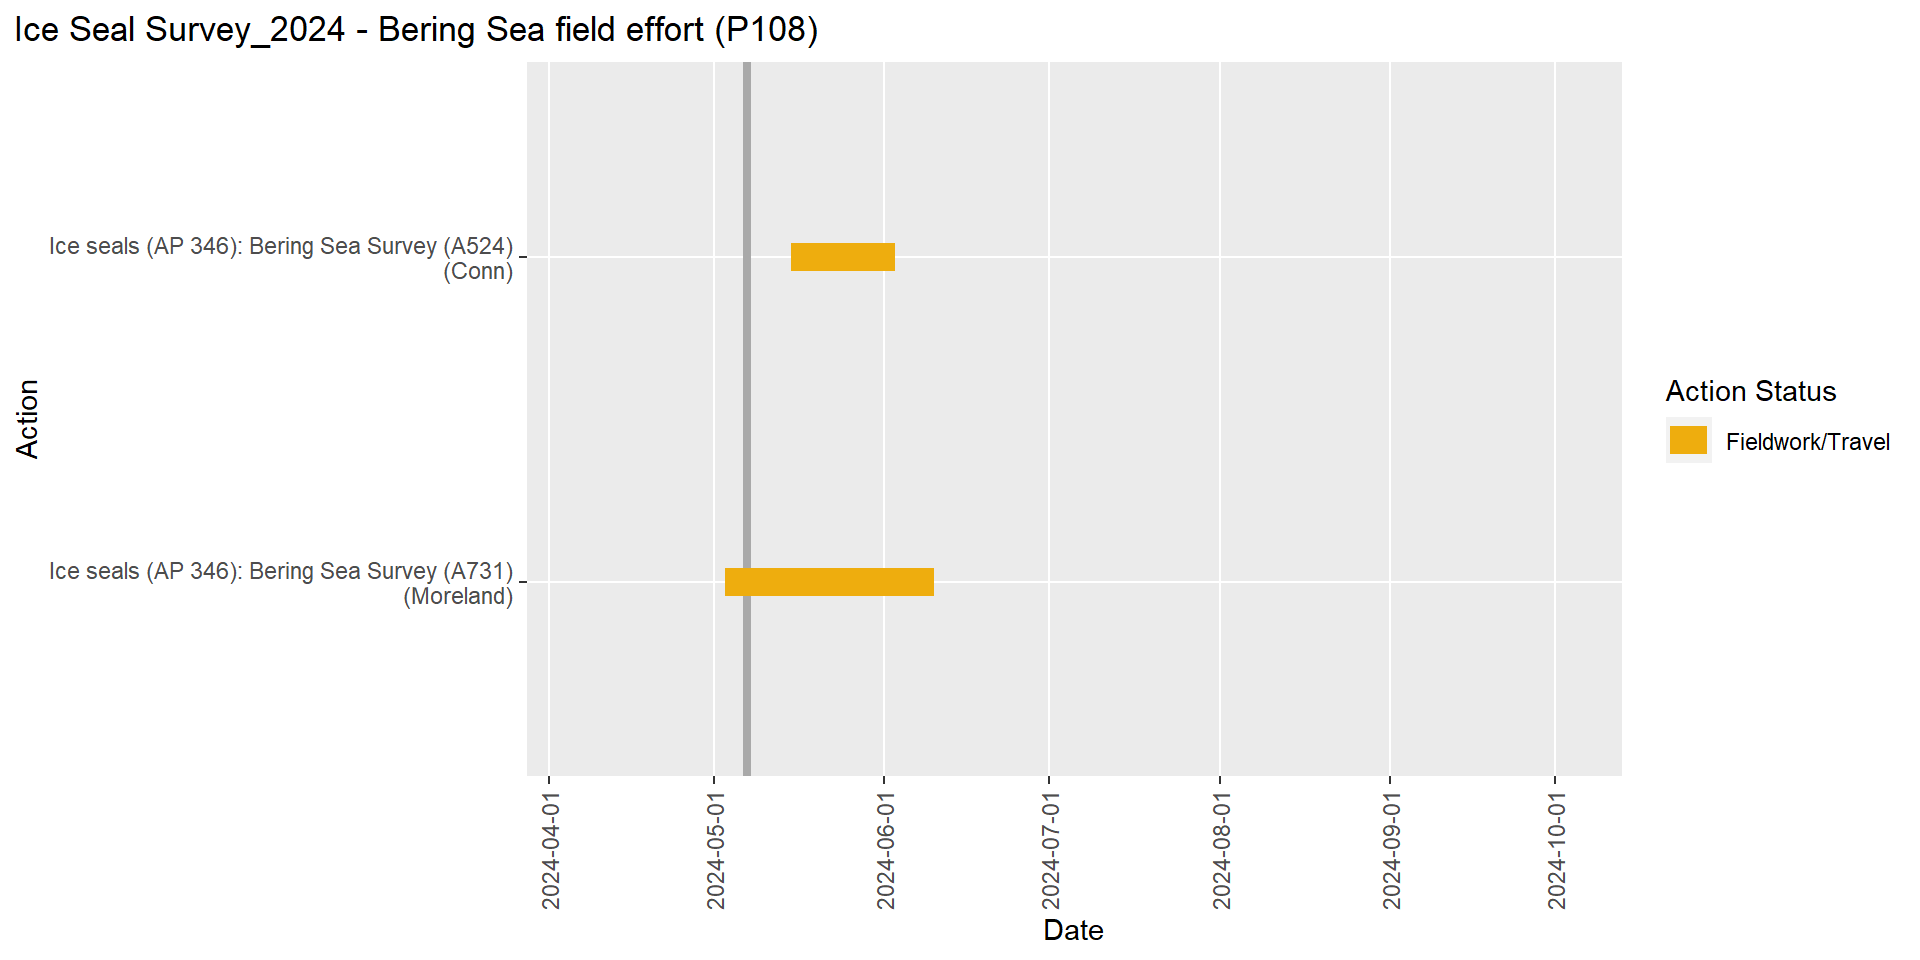 Ice Seal Survey_2024 - Bering Sea field effort (P108)
Action
Ice seals (AP 346): Bering Sea Survey (A524)
(Conn)
Ice seals (AP 346): Bering Sea Survey (A731)
(Moreland)
2024-04-01
2024-05-01
2024-06-01
2024-07-01
2024-08-01
2024-09-01
2024-10-01
Date
Action Status
Fieldwork/Travel